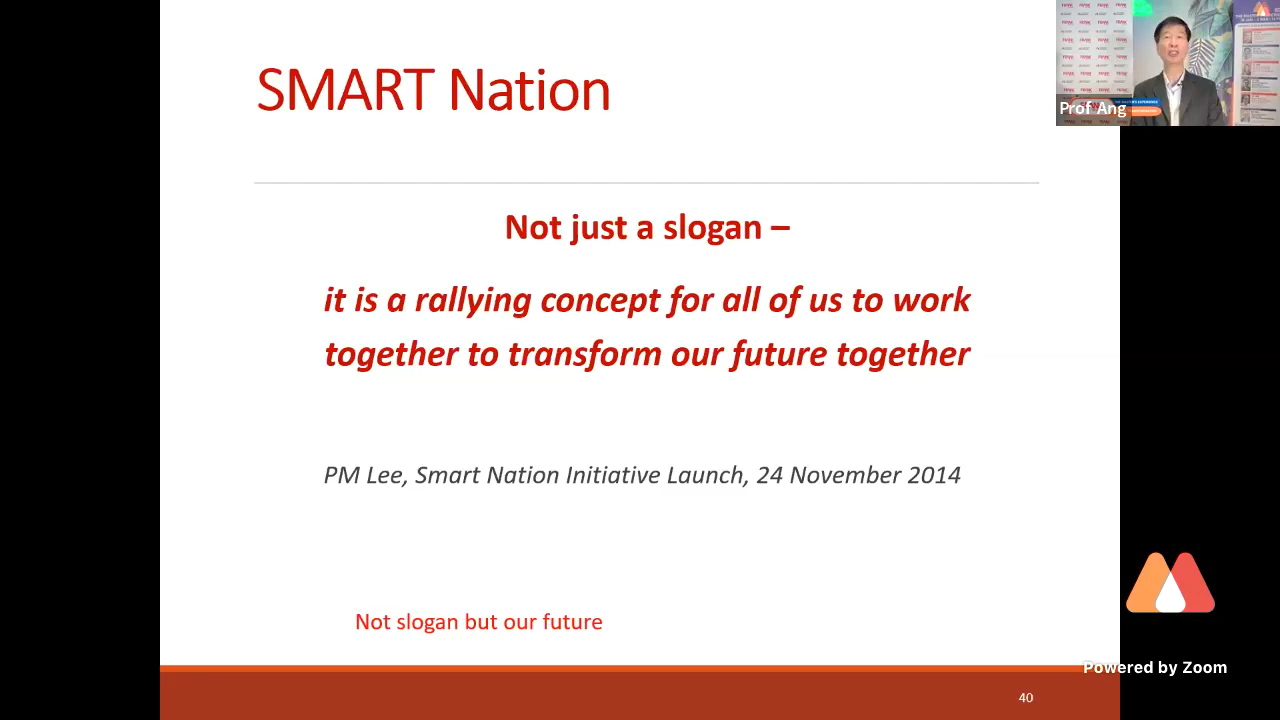 SMART Nation
Prof Ang
Not just a slogan –
it is a rallying concept for all of us to work
together to transform our future together
PM Lee, Smart Nation Initiative Launch, 24 November 2014
Not slogan but our future
Powered by Zoom
40